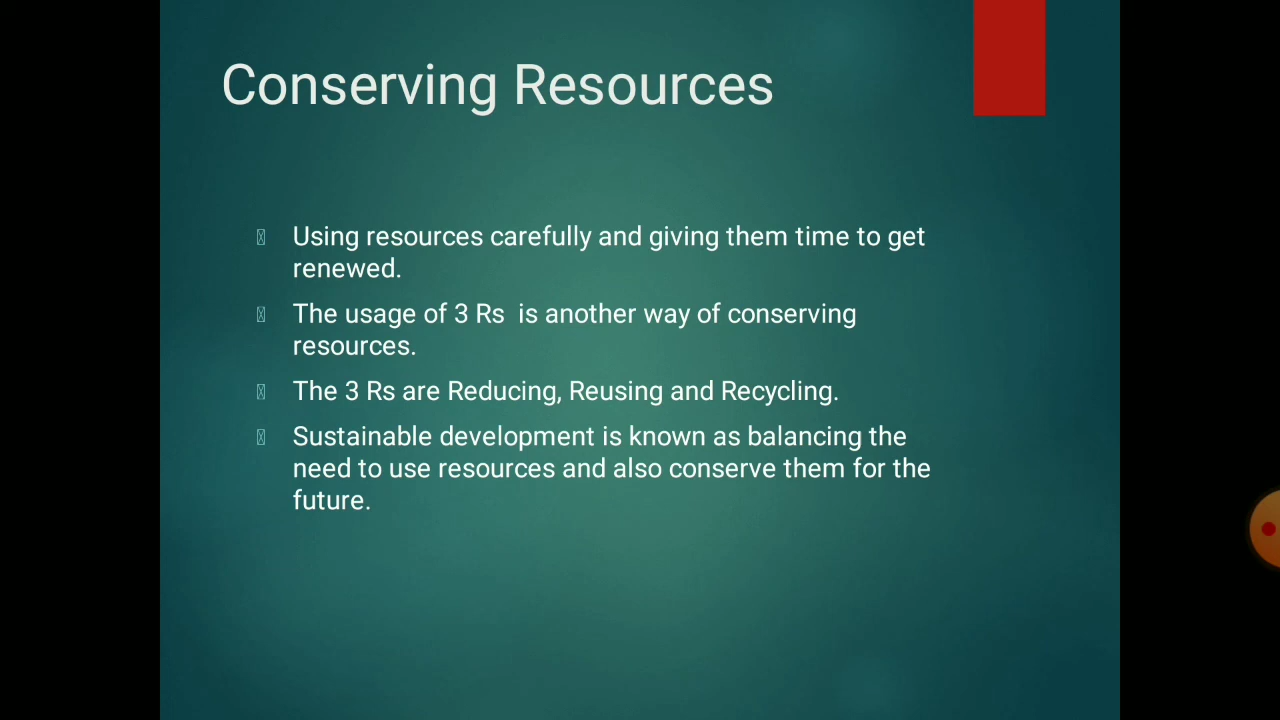 Conserving Resources
Using resources carefully and giving them time to get
renewed.
The usage of 3 Rs  is another way of conserving
resources.
The 3 Rs are Reducing, Reusing and Recycling.
Sustainable development is known as balancing the
need to use resources and also conserve them for the
future.